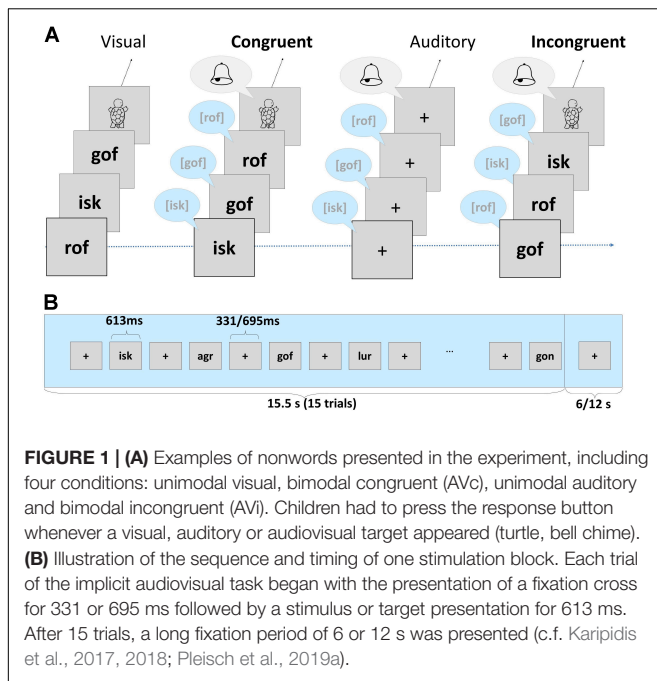 A
Visual Congruent Auditory Incongruent
[rof] [rof] + [gof]
gof [gof] rof [gof] + [isk] isk
isk [isk] gof [isk] + [rof] rof
rof isk + gof
B
613ms 331/695ms
+ isk + agr + gof + lur + ... + gon +
15.5 s (15 trials) 6/12 s
FIGURE 1 | (A) Examples of nonwords presented in the experiment, including
four conditions: unimodal visual, bimodal congruent (AVc), unimodal auditory
and bimodal incongruent (AVi). Children had to press the response button
whenever a visual, auditory or audiovisual target appeared (turtle, bell chime).
(B) Illustration of the sequence and timing of one stimulation block. Each trial
of the implicit audiovisual task began with the presentation of a fixation cross
for 331 or 695 ms followed by a stimulus or target presentation for 613 ms.
After 15 trials, a long fixation period of 6 or 12 s was presented (c.f. Karipidis
et al., 2017, 2018; Pleisch et al., 2019a).